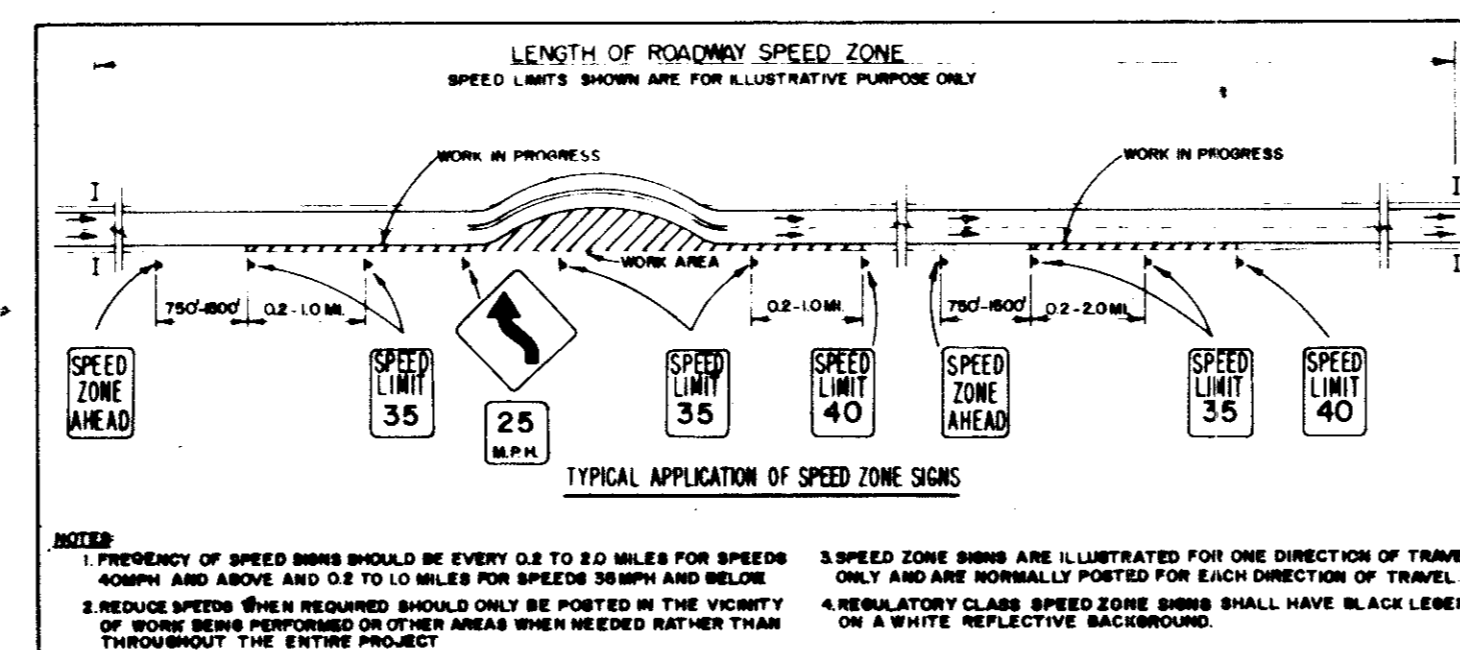 LENGTH OF ROADWAY SPEED ZONE
SPEED LIMITS SHOWN ARE FOR ILLUSTRATIVE PURPOSE ONLY
WORK IN PROGRESS
WORK IN PROGRESS
I
I
WORK AREA
I
I
750'-1500'
0.2-1.0 MI.
0.2-1.0 MI.
750'-1500'
0.2-2.0 MI.
SPEED
ZONE
AHEAD
SPEED
LIMIT
35
25
M.P.H.
SPEED
LIMIT
35
SPEED
LIMIT
40
SPEED
ZONE
AHEAD
SPEED
LIMIT
35
SPEED
LIMIT
40
TYPICAL APPLICATION OF SPEED ZONE SIGNS
NOTES
1. FREQENCY OF SPEED SIGNS SHOULD BE EVERY 0.2 TO 2.0 MILES FOR SPEEDS
40MPH AND ABOVE AND 0.2 TO 1.0 MILES FOR SPEEDS 35 MPH AND BELOW
2. REDUCE SPEEDS WHEN REQUIRED SHOULD ONLY BE POSTED IN THE VICINITY
OF WORK BEING PERFORMED OR OTHER AREAS WHEN NEEDED RATHER THAN
THROUGHOUT THE ENTIRE PROJECT
3. SPEED ZONE SIGNS ARE ILLUSTRATED FOR ONE DIRECTION OF TRAVE
ONLY AND ARE NORMALLY POSTED FOR EACH DIRECTION OF TRAVEL.
4. REGULATORY CLASS SPEED ZONE SIGNS SHALL HAVE BLACK LEGE
ON A WHITE REFLECTIVE BACKGROUND.